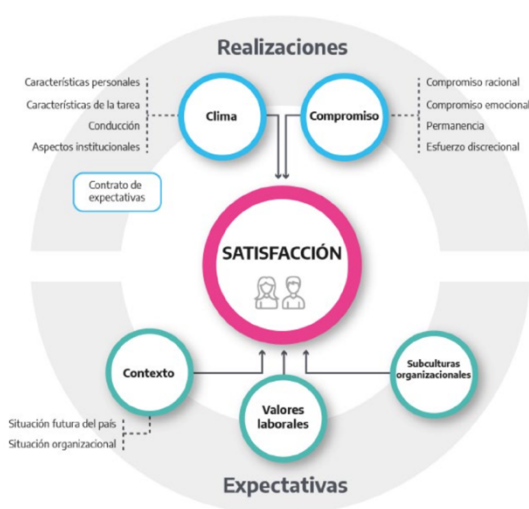 Realizaciones
Características personales
Características de la tarea
Conducción
Aspectos institucionales
Clima
Compromiso
Compromiso racional
Compromiso emocional
Permanencia
Esfuerzo discrecional
Contrato de
expectativas
SATISFACCIÓN
Contexto
Valores
laborales
Subculturas
organizacionales
Situación futura del país
Situación organizacional
Expectativas